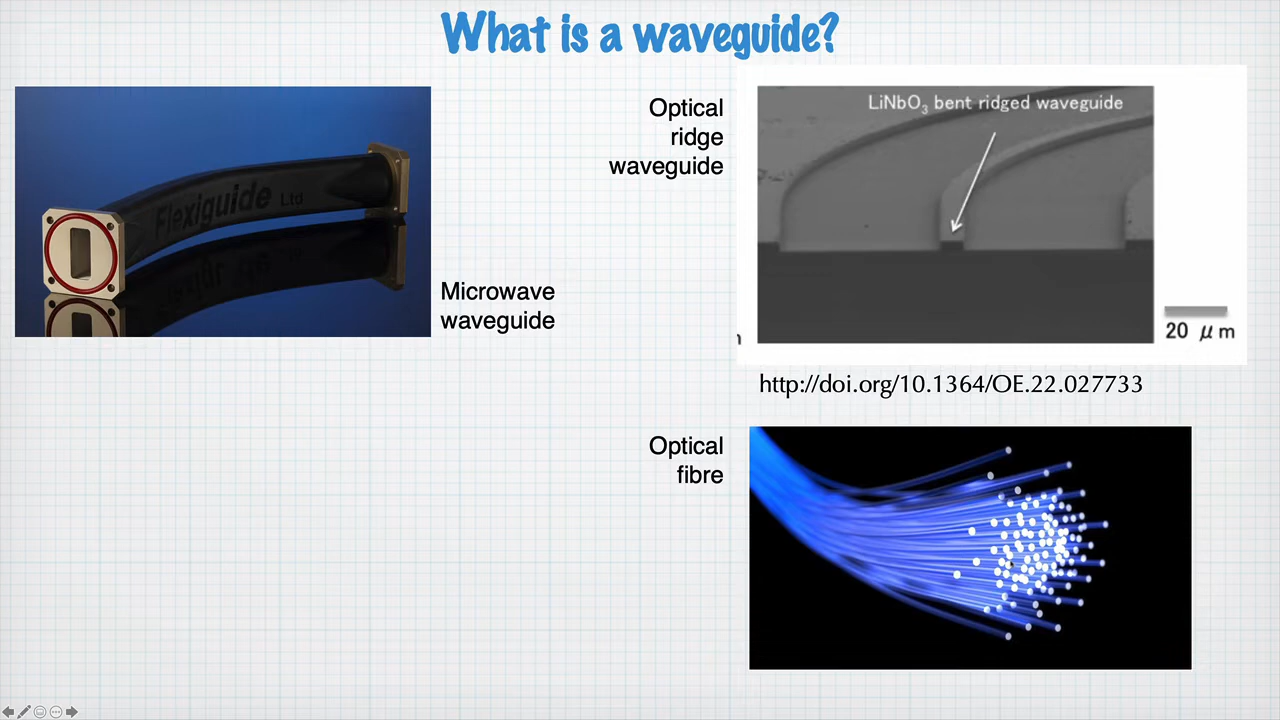 What is a waveguide?
Flexiguide Ltd
Microwave
waveguide
Optical
ridge
waveguide
LiNbO₃ bent ridged waveguide
20 μm
http://doi.org/10.1364/OE.22.027733
Optical
fibre